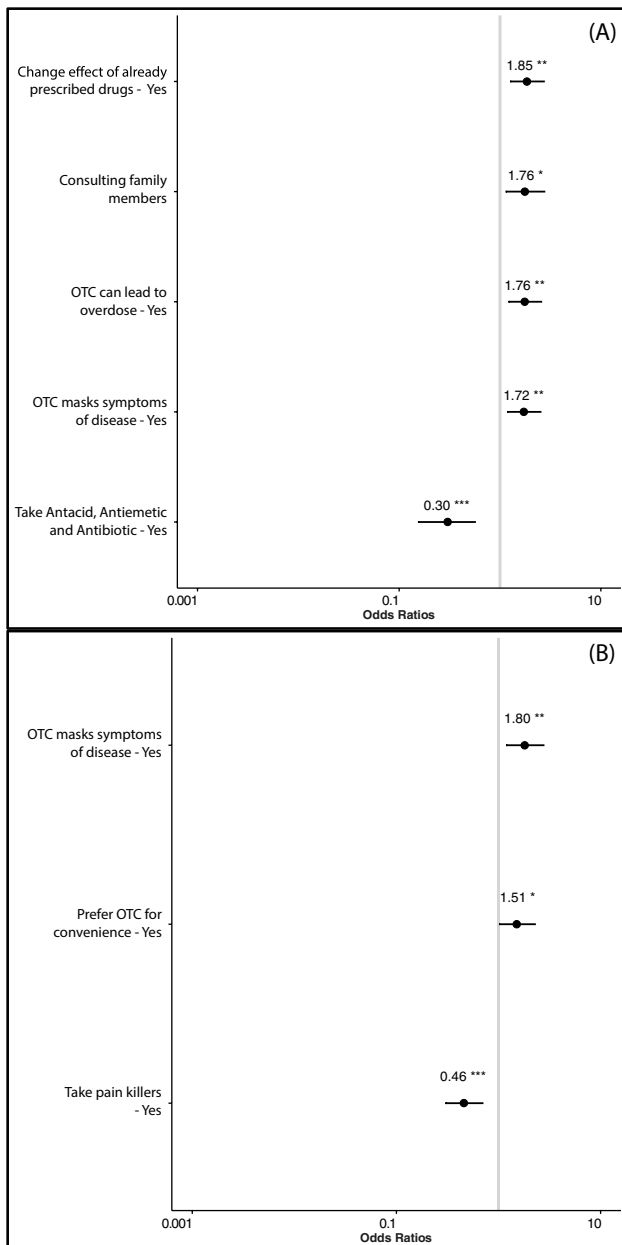 (A)
1.85 **
Change effect of already
prescribed drugs - Yes
1.76 *
Consulting family
members
1.76 **
OTC can lead to
overdose - Yes
1.72 **
OTC masks symptoms
of disease - Yes
0.30 ***
Take Antacid, Antiemetic
and Antibiotic - Yes
0.001 0.1 10
Odds Ratios
(B)
1.80 **
OTC masks symptoms
of disease - Yes
1.51 *
Prefer OTC for
convenience - Yes
0.46 ***
Take pain killers
- Yes
0.001 0.1 10
Odds Ratios